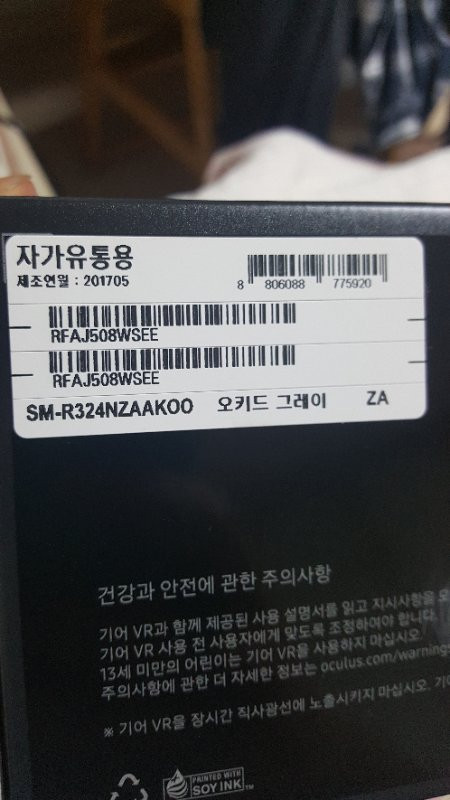 자가유통용
제조연월 : 201705
8 806088 775920
RFAJ508WSEE
RFAJ508WSEE
SM-R324NZAAKOO 오키드 그레이 ZA
건강과 안전에 관한 주의사항
기어 VR과 함께 제공된 사용 설명서를 읽고 지시사항을
기어 VR 사용 전 사용자에게 맞도록 조정하여야 합니다.
13세 미만의 어린이는 기어 VR을 사용하지 마십시오.
주의사항에 관한 더 자세한 정보는 oculus.com/warnings
※ 기어 VR을 장시간 직사광선에 노출시키지 마십시오.
PRINTED WITH
SOY INK™